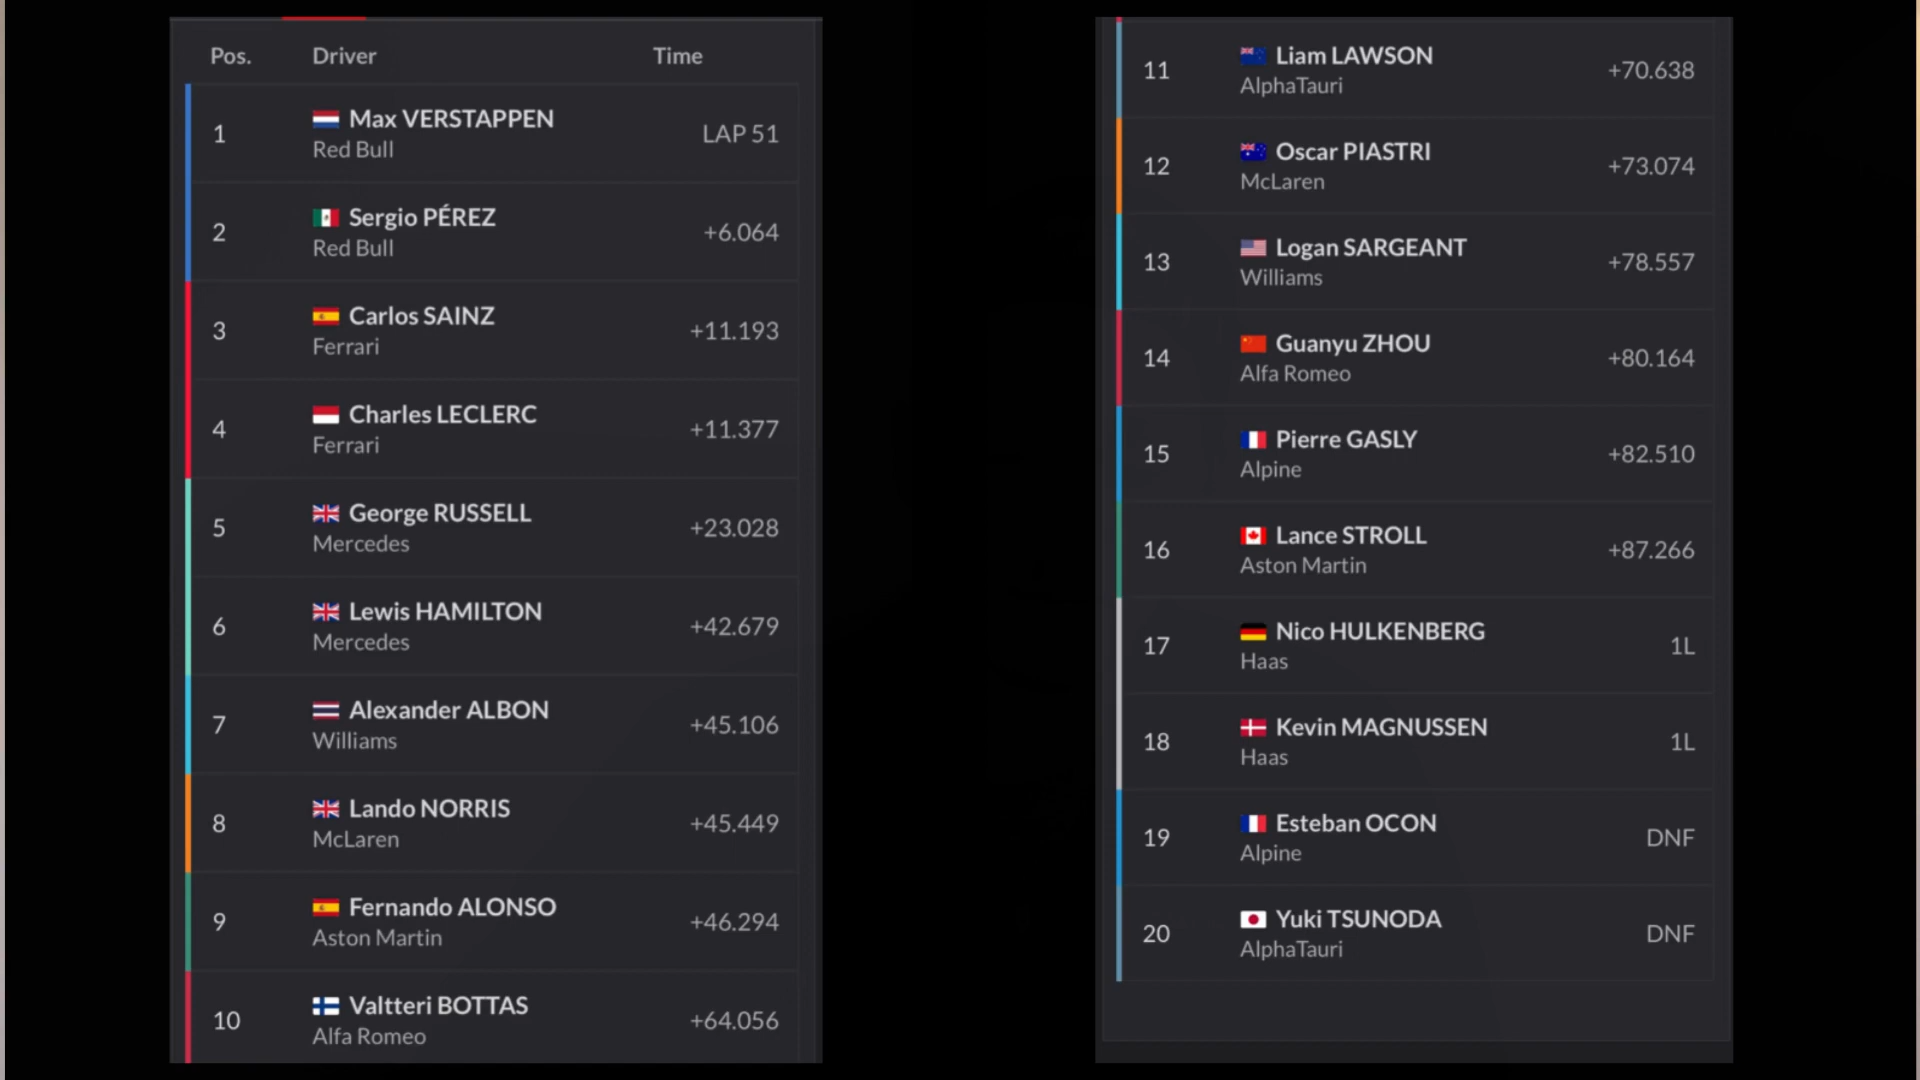 Pos. Driver Time
1 Max VERSTAPPEN LAP 51
Red Bull
2 Sergio PÉREZ +6.064
Red Bull
3 Carlos SAINZ +11.193
Ferrari
4 Charles LECLERC +11.377
Ferrari
5 George RUSSELL +23.028
Mercedes
6 Lewis HAMILTON +42.679
Mercedes
7 Alexander ALBON +45.106
Williams
8 Lando NORRIS +45.449
McLaren
9 Fernando ALONSO +46.294
Aston Martin
10 Valtteri BOTTAS +64.056
Alfa Romeo
11 Liam LAWSON +70.638
AlphaTauri
12 Oscar PIASTRI +73.074
McLaren
13 Logan SARGEANT +78.557
Williams
14 Guanyu ZHOU +80.164
Alfa Romeo
15 Pierre GASLY +82.510
Alpine
16 Lance STROLL +87.266
Aston Martin
17 Nico HULKENBERG 1L
Haas
18 Kevin MAGNUSSEN 1L
Haas
19 Esteban OCON DNF
Alpine
20 Yuki TSUNODA DNF
AlphaTauri